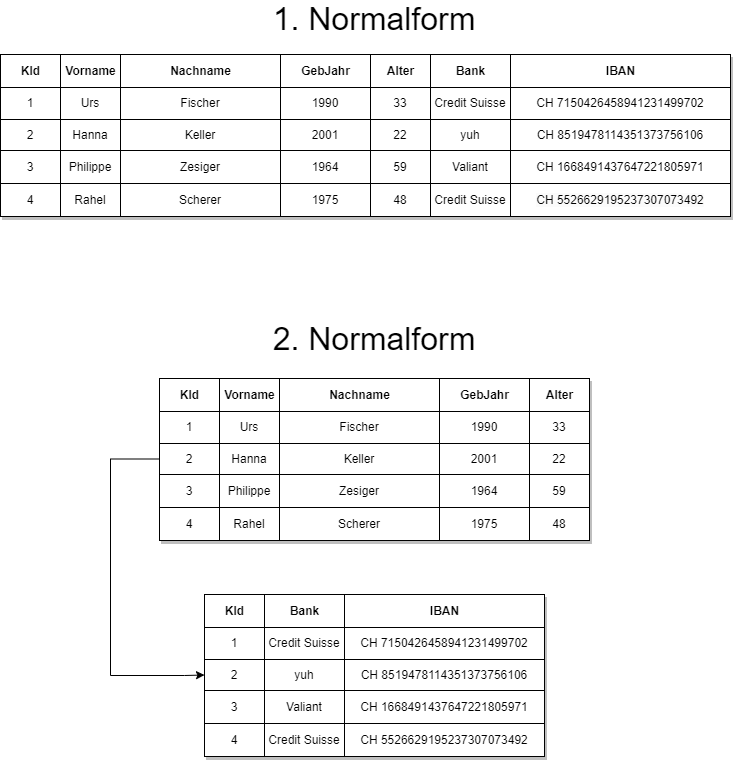 1. Normalform
KId Vorname Nachname GebJahr Alter Bank IBAN
1 Urs Fischer 1990 33 Credit Suisse CH 7150426458941231499702
2 Hanna Keller 2001 22 yuh CH 8519478114351373756106
3 Philippe Zesiger 1964 59 Valiant CH 1668491437647221805971
4 Rahel Scherer 1975 48 Credit Suisse CH 5526629195237307073492
2. Normalform
KId Vorname Nachname GebJahr Alter
1 Urs Fischer 1990 33
2 Hanna Keller 2001 22
3 Philippe Zesiger 1964 59
4 Rahel Scherer 1975 48
KId Bank IBAN
1 Credit Suisse CH 7150426458941231499702
2 yuh CH 8519478114351373756106
3 Valiant CH 1668491437647221805971
4 Credit Suisse CH 5526629195237307073492